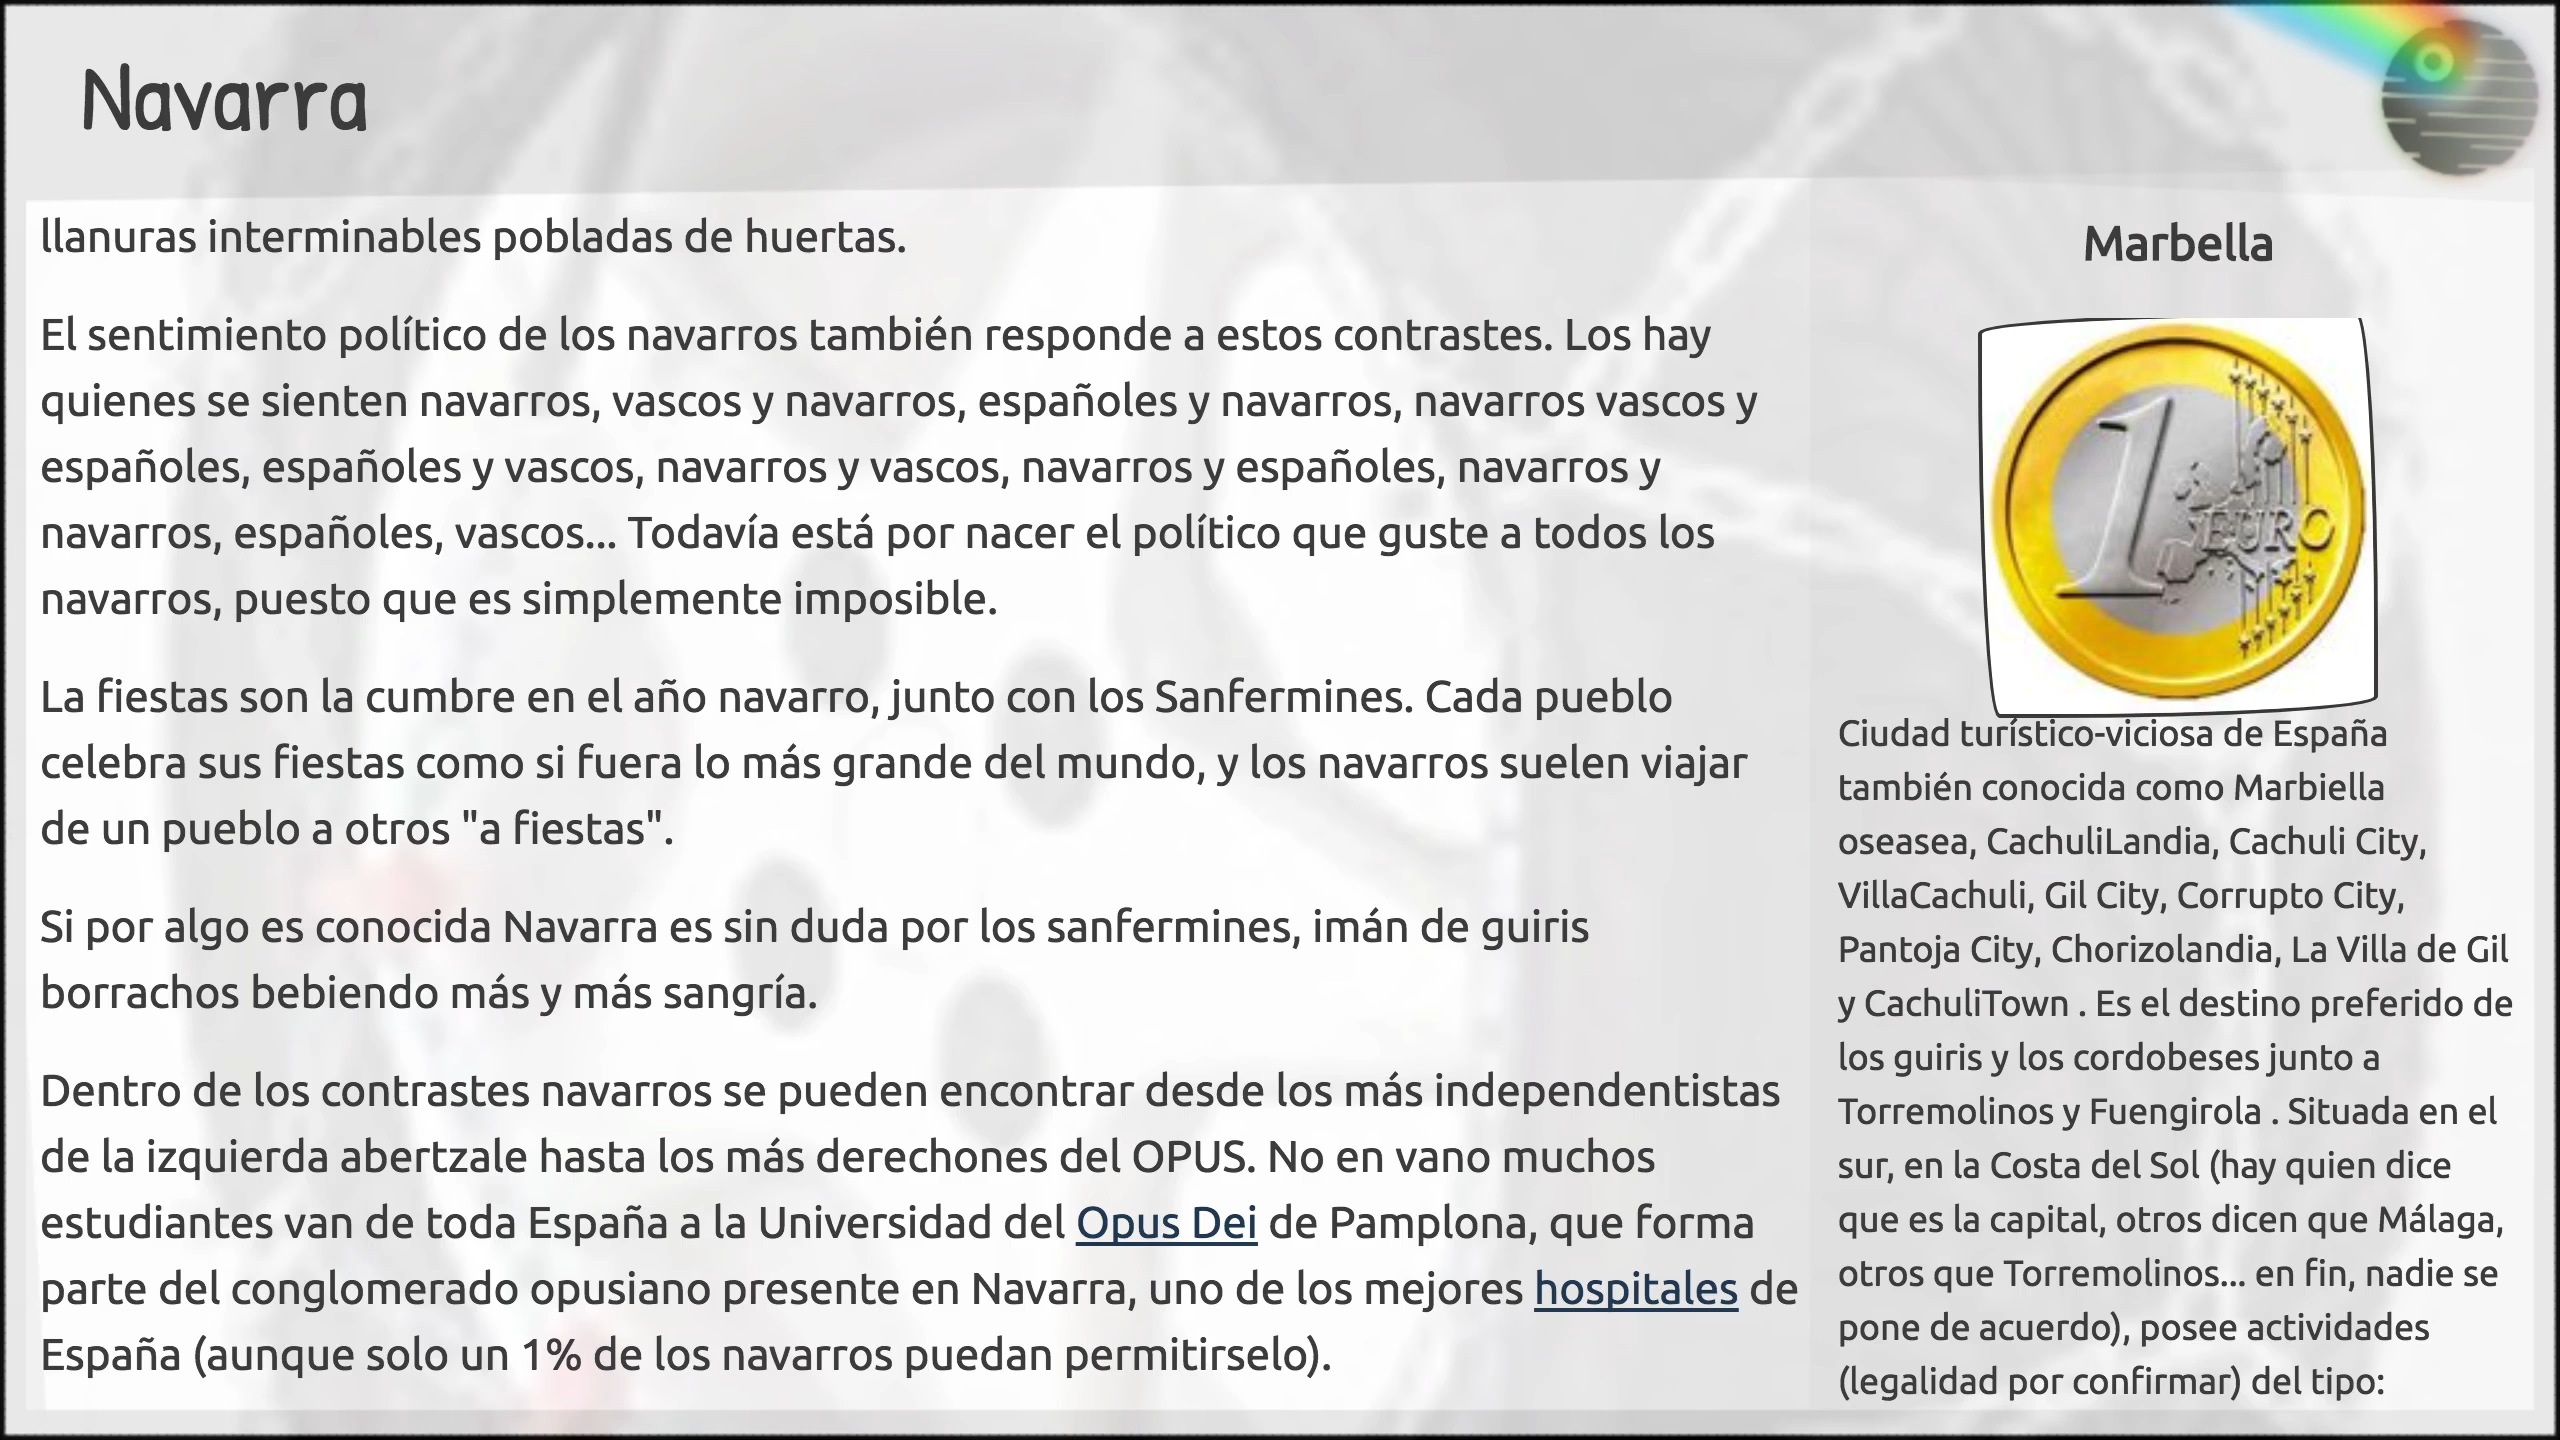 Navarra
llanuras interminables pobladas de huertas.
El sentimiento político de los navarros también responde a estos contrastes. Los hay
quienes se sienten navarros, vascos y navarros, españoles y navarros, navarros vascos y
españoles, españoles y vascos, navarros y vascos, navarros y españoles, navarros y
navarros, españoles, vascos... Todavía está por nacer el político que guste a todos los
navarros, puesto que es simplemente imposible.
La fiestas son la cumbre en el año navarro, junto con los Sanfermines. Cada pueblo
celebra sus fiestas como si fuera lo más grande del mundo, y los navarros suelen viajar
de un pueblo a otros "a fiestas".
Si por algo es conocida Navarra es sin duda por los sanfermines, imán de guiris
borrachos bebiendo más y más sangría.
Dentro de los contrastes navarros se pueden encontrar desde los más independentistas
de la izquierda abertzale hasta los más derechones del OPUS. No en vano muchos
estudiantes van de toda España a la Universidad del Opus Dei de Pamplona, que forma
parte del conglomerado opusiano presente en Navarra, uno de los mejores hospitales de
España (aunque solo un 1% de los navarros puedan permitirselo).
Marbella
1
EURO
Ciudad turístico-viciosa de España
también conocida como Marbiella
oseasea, CachuliLandia, Cachuli City,
VillaCachuli, Gil City, Corrupto City,
Pantoja City, Chorizolandia, La Villa de Gil
y CachuliTown . Es el destino preferido de
los guiris y los cordobeses junto a
Torremolinos y Fuengirola . Situada en el
sur, en la Costa del Sol (hay quien dice
que es la capital, otros dicen que Málaga,
otros que Torremolinos... en fin, nadie se
pone de acuerdo), posee actividades
(legalidad por confirmar) del tipo: